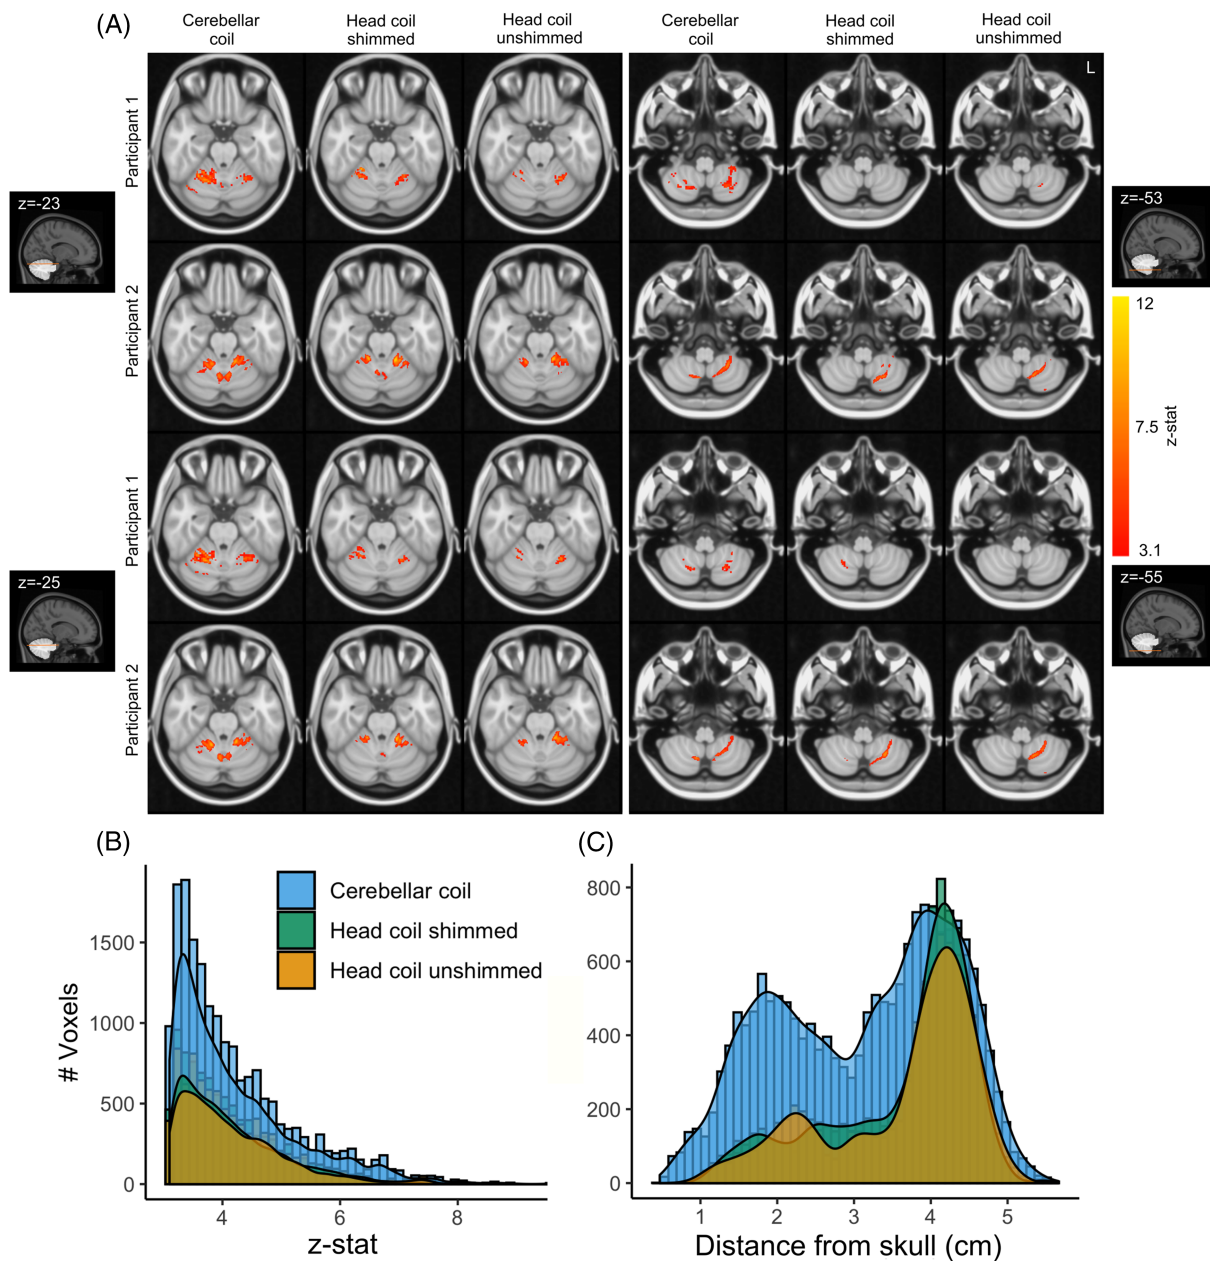 (A)
Cerebellar
coil
Head coil
shimmed
Head coil
unshimmed
Cerebellar
coil
Head coil
shimmed
Head coil
unshimmed
L
Participant 1
Participant 2
Participant 1
Participant 2
z=-23
z=-25
z=-53
12
7.5
3.1
z-stat
z=-55
(B)
1500
1000
500
0
# Voxels
4
6
8
z-stat
Cerebellar coil
Head coil shimmed
Head coil unshimmed
(C)
800
600
400
200
0
1
2
3
4
5
Distance from skull (cm)